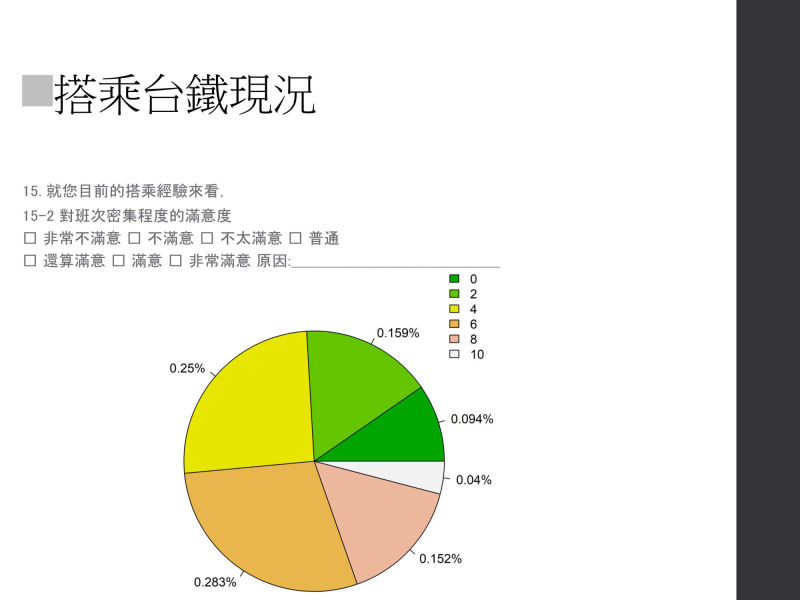 搭乘台鐵現況
15. 就您目前的搭乘經驗來看,
15-2 對班次密集程度的滿意度
□ 非常不滿意 □ 不滿意 □ 不太滿意 □ 普通
□ 還算滿意 □ 滿意 □ 非常滿意 原因:__________________________
0
2
4
6
8
10
0.159%
0.25%
0.094%
0.04%
0.152%
0.283%